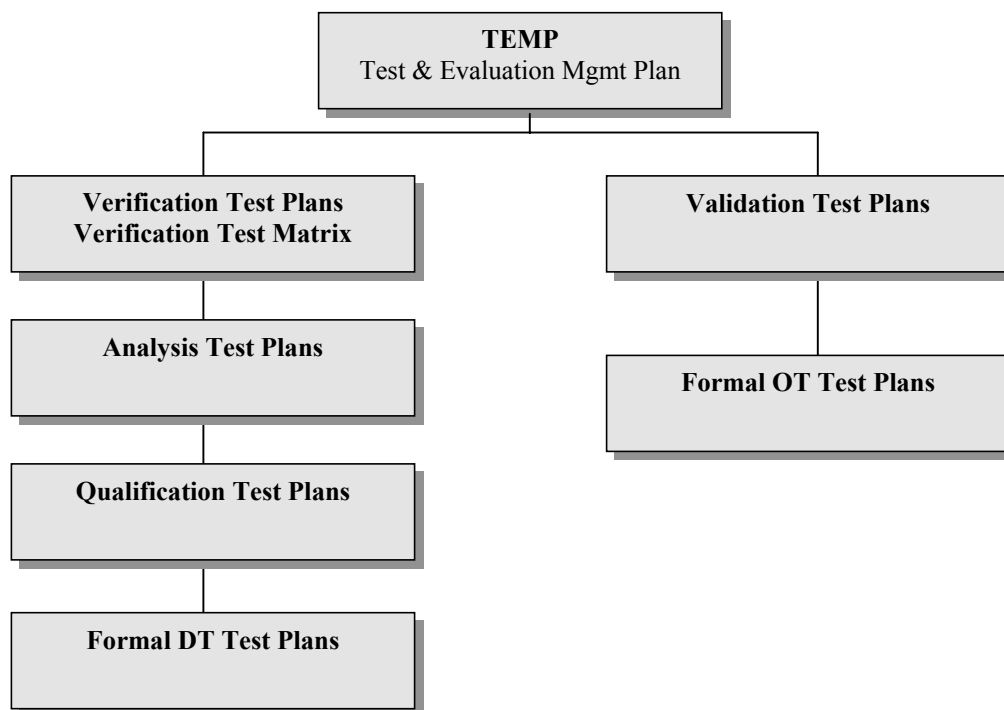 TEMP
Test & Evaluation Mgmt Plan
Verification Test Plans
Verification Test Matrix
Validation Test Plans
Analysis Test Plans
Formal OT Test Plans
Qualification Test Plans
Formal DT Test Plans